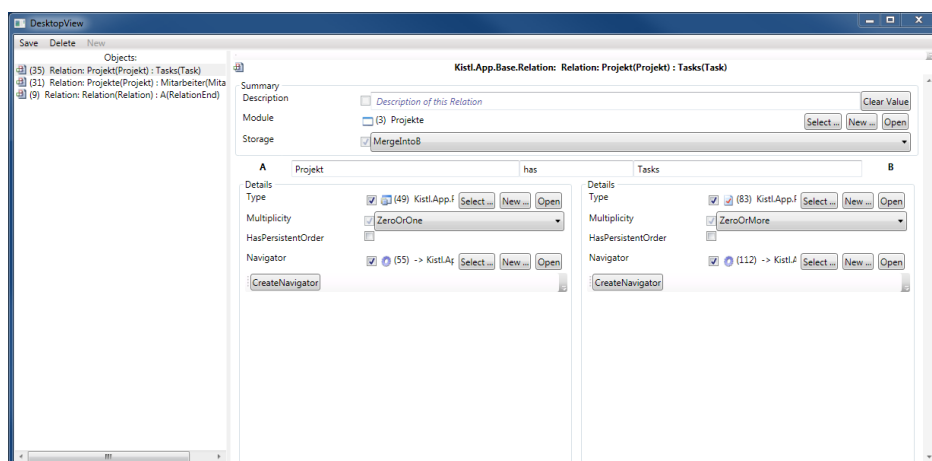 DesktopView
Save Delete New
Objects:
(35) Relation: Projekt(Projekt) : Tasks(Task)
(31) Relation: Projekte(Projekt) : Mitarbeiter(Mita
(9) Relation: Relation(Relation) : A(RelationEnd)
Kistl.App.Base.Relation: Relation: Projekt(Projekt) : Tasks(Task)
Summary
Description Description of this Relation Clear Value
Module (3) Projekte Select ... New ... Open
Storage MergeIntoB
A Projekt has Tasks B
Details Details
Type (49) Kistl.App.F Select ... New ... Open Type (83) Kistl.App.F Select ... New ... Open
Multiplicity ZeroOrOne Multiplicity ZeroOrMore
HasPersistentOrder HasPersistentOrder
Navigator (55) -> Kistl.Ap Select ... New ... Open Navigator (112) -> Kistl.A Select ... New ... Open
CreateNavigator CreateNavigator